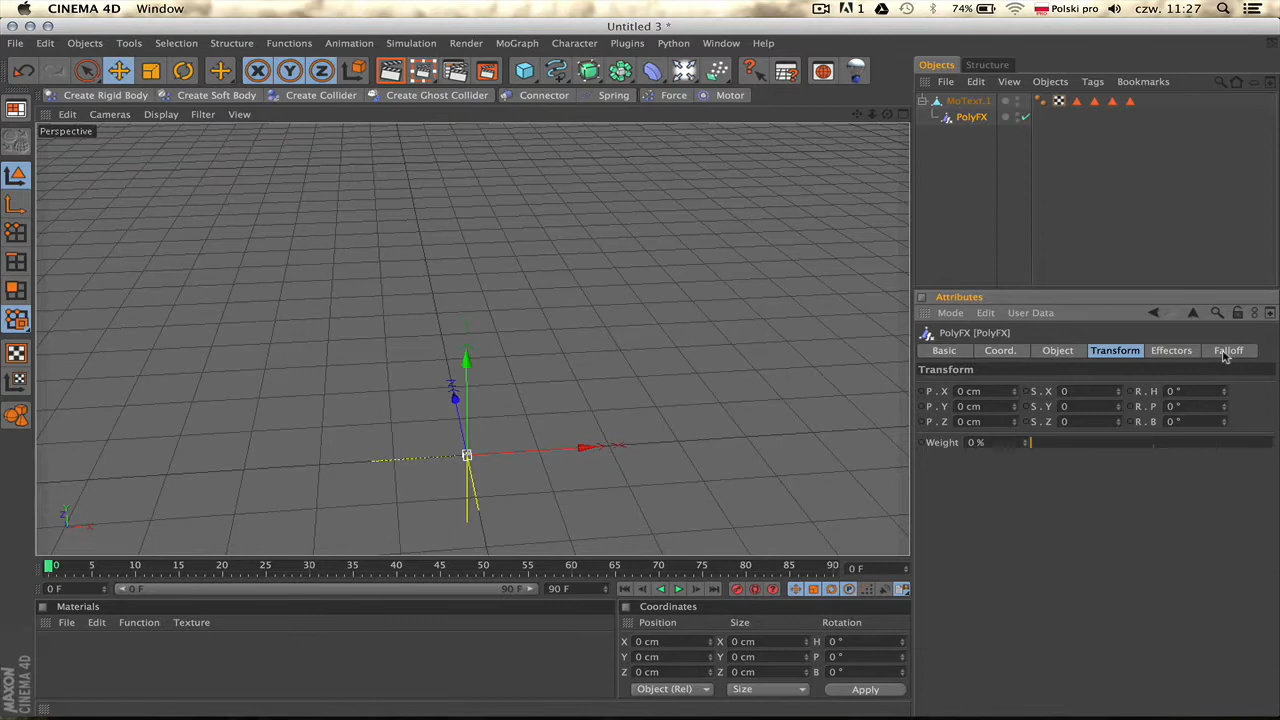 CINEMA 4D Window 1 74% Polski pro czw. 11:27
Untitled 3 *
File Edit Objects Tools Selection Structure Functions Animation Simulation Render MoGraph Character Plugins Python Window Help
X Y Z
Create Rigid Body Create Soft Body Create Collider Create Ghost Collider Connector Spring Force Motor
Edit Cameras Display Filter View
Perspective
Z
X
Y
Z
X
0 5 10 15 20 25 30 35 40 45 50 55 60 65 70 75 80 85 90 0 F
0 F 0 F 90 F 90 F
Materials
File Edit Function Texture
Coordinates
Position Size Rotation
X 0 cm X 0 cm H 0 °
Y 0 cm Y 0 cm P 0 °
Z 0 cm Z 0 cm B 0 °
Object (Rel) Size Apply
MAXON
CINEMA 4D
Objects Structure
File Edit View Objects Tags Bookmarks
MoText.1
PolyFX
Attributes
Mode Edit User Data
PolyFX [PolyFX]
Basic Coord. Object Transform Effectors Falloff
Transform
P . X 0 cm S . X 0 R . H 0 °
P . Y 0 cm S . Y 0 R . P 0 °
P . Z 0 cm S . Z 0 R . B 0 °
Weight 0 %